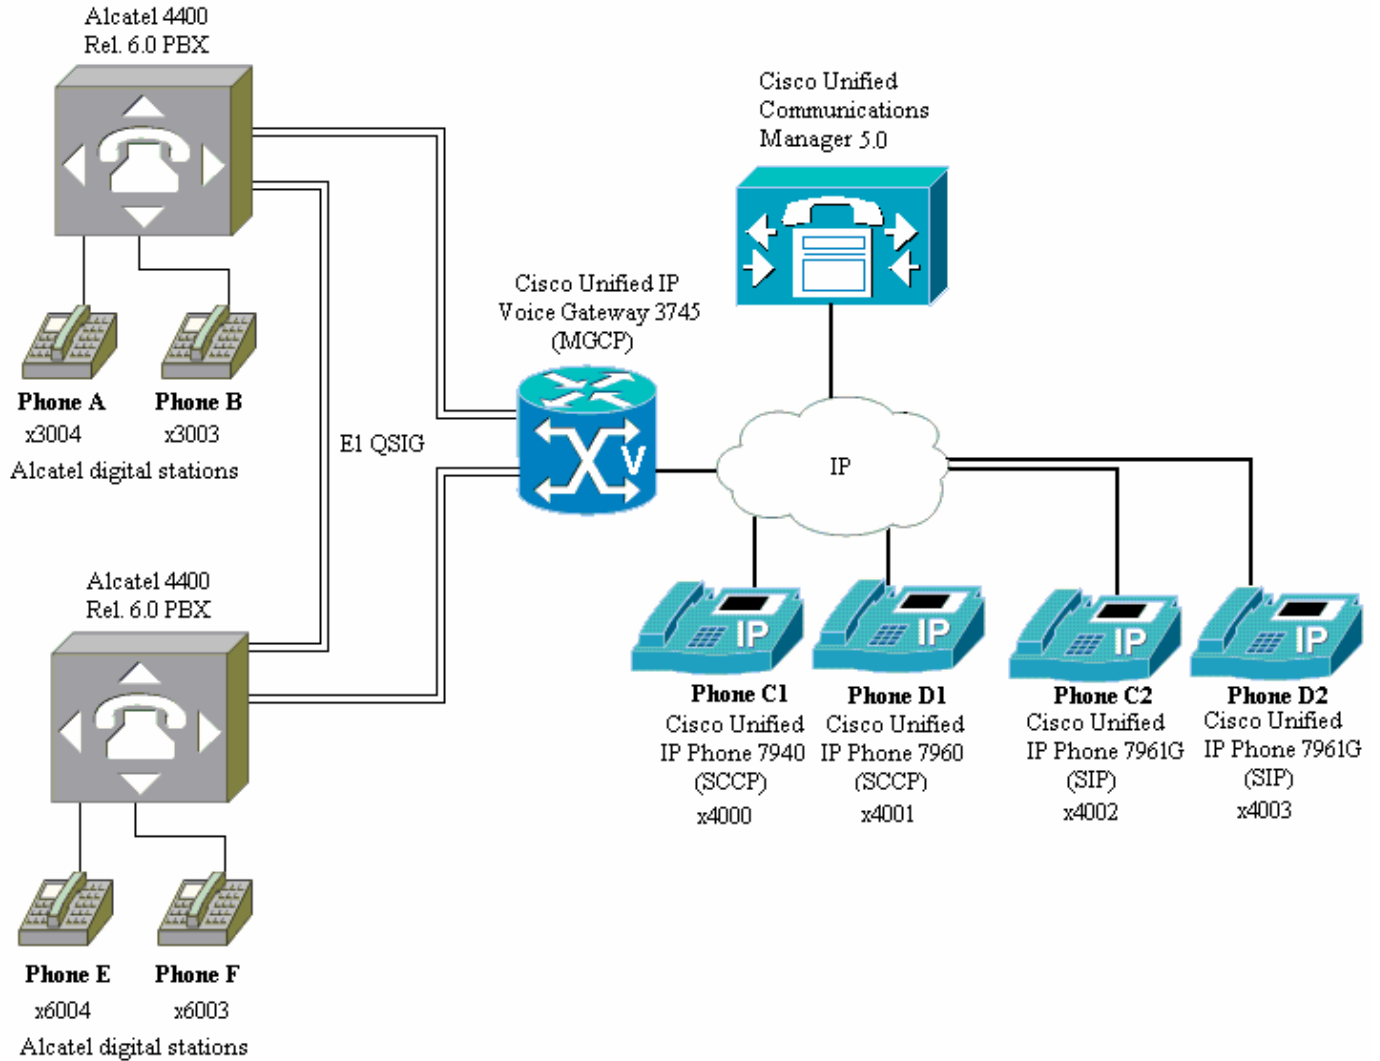 Alcatel 4400
Rel. 6.0 PBX
Cisco Unified
Communications
Manager 5.0
Cisco Unified IP
Voice Gateway 3745
(MGCP)
V
Phone A
x3004
Phone B
x3003
Alcatel digital stations
E1 QSIG
IP
Alcatel 4400
Rel. 6.0 PBX
IP
IP
IP
IP
Phone C1
Cisco Unified
IP Phone 7940
(SCCP)
x4000
Phone D1
Cisco Unified
IP Phone 7960
(SCCP)
x4001
Phone C2
Cisco Unified
IP Phone 7961G
(SIP)
x4002
Phone D2
Cisco Unified
IP Phone 7961G
(SIP)
x4003
Phone E
x6004
Phone F
x6003
Alcatel digital stations